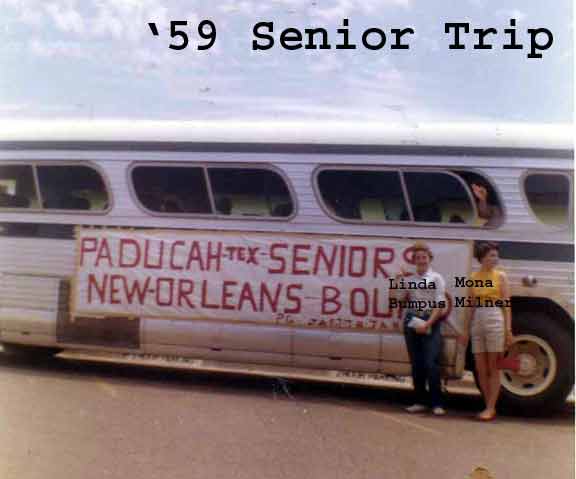 ‘59 Senior Trip
PADUCAH-TEX-SENIORS
NEW-ORLEANS-BOU
Linda
Bumpus
Mona
Milner